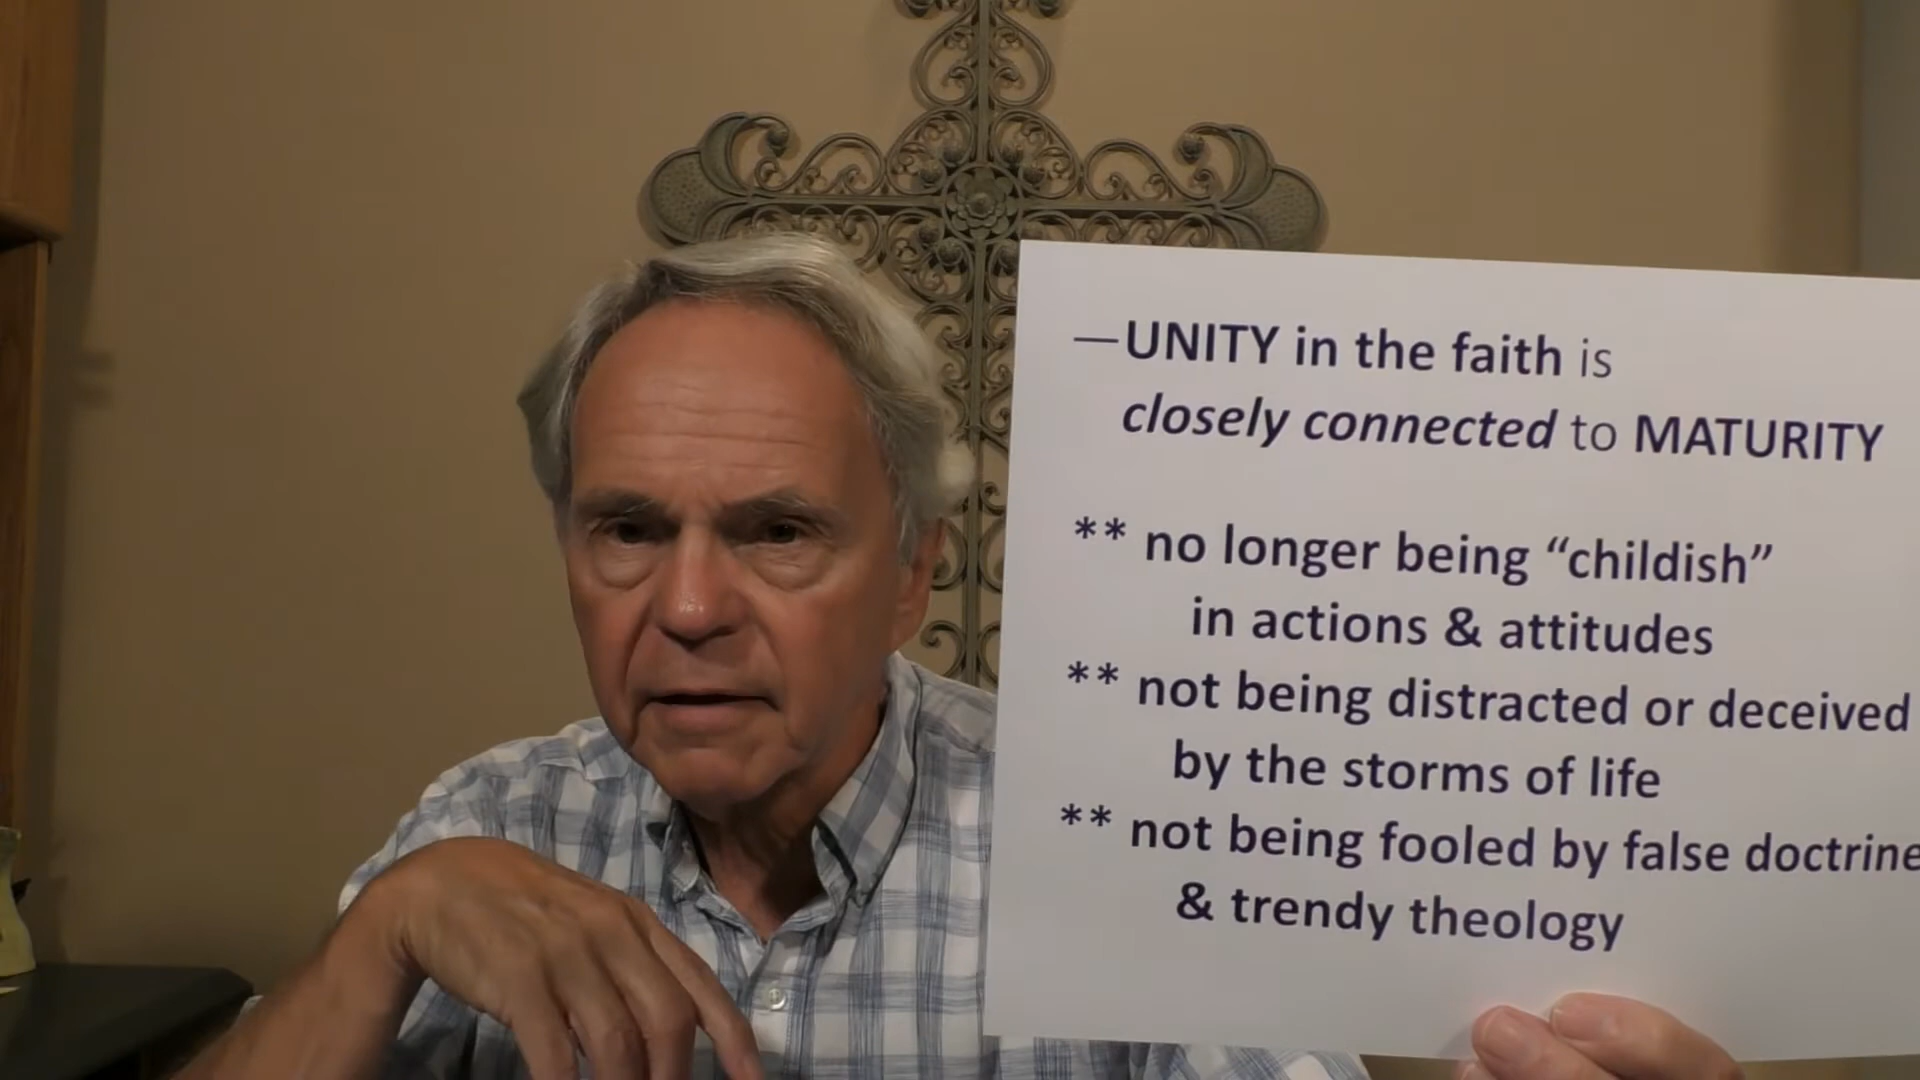 —UNITY in the faith is
closely connected to MATURITY
** no longer being “childish”
in actions & attitudes
** not being distracted or deceived
by the storms of life
** not being fooled by false doctrine
& trendy theology